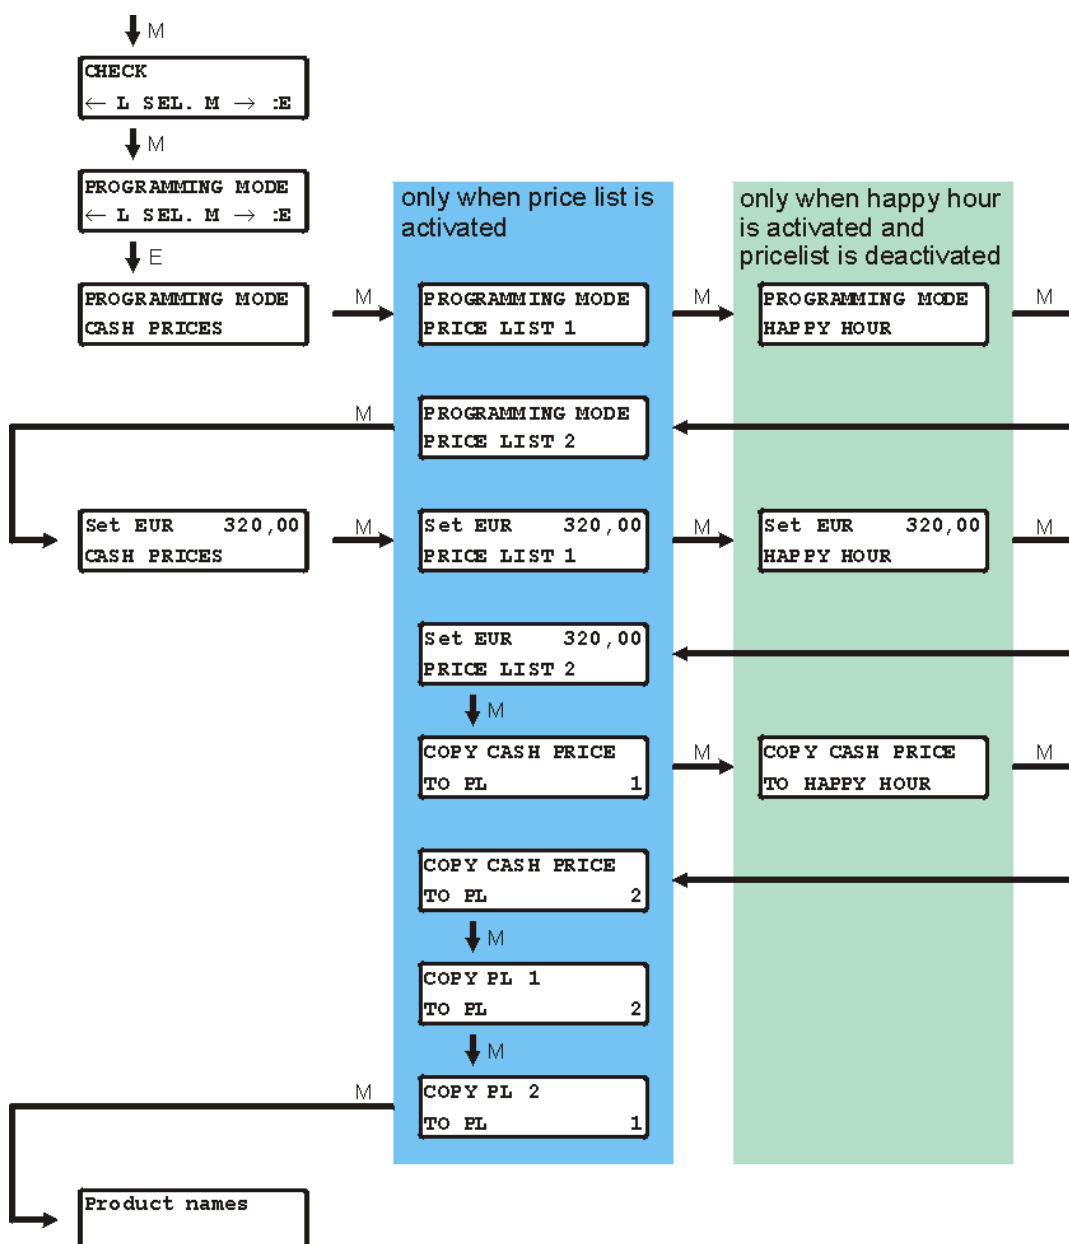 M
CHECK
← L SEL. M → :E
M
PROGRAMMING MODE
← L SEL. M → :E
only when price list is
activated
only when happy hour
is activated and
pricelist is deactivated
E
PROGRAMMING MODE
CASH PRICES
M
PROGRAMMING MODE
PRICE LIST 1
M
PROGRAMMING MODE
HAPPY HOUR
M
M
PROGRAMMING MODE
PRICE LIST 2
Set EUR 320,00
CASH PRICES
M
Set EUR 320,00
PRICE LIST 1
M
Set EUR 320,00
HAPPY HOUR
M
Set EUR 320,00
PRICE LIST 2
M
COPY CASH PRICE
TO PL 1
M
COPY CASH PRICE
TO HAPPY HOUR
M
COPY CASH PRICE
TO PL 2
M
COPY PL 1
TO PL 2
M
M
COPY PL 2
TO PL 1
Product names